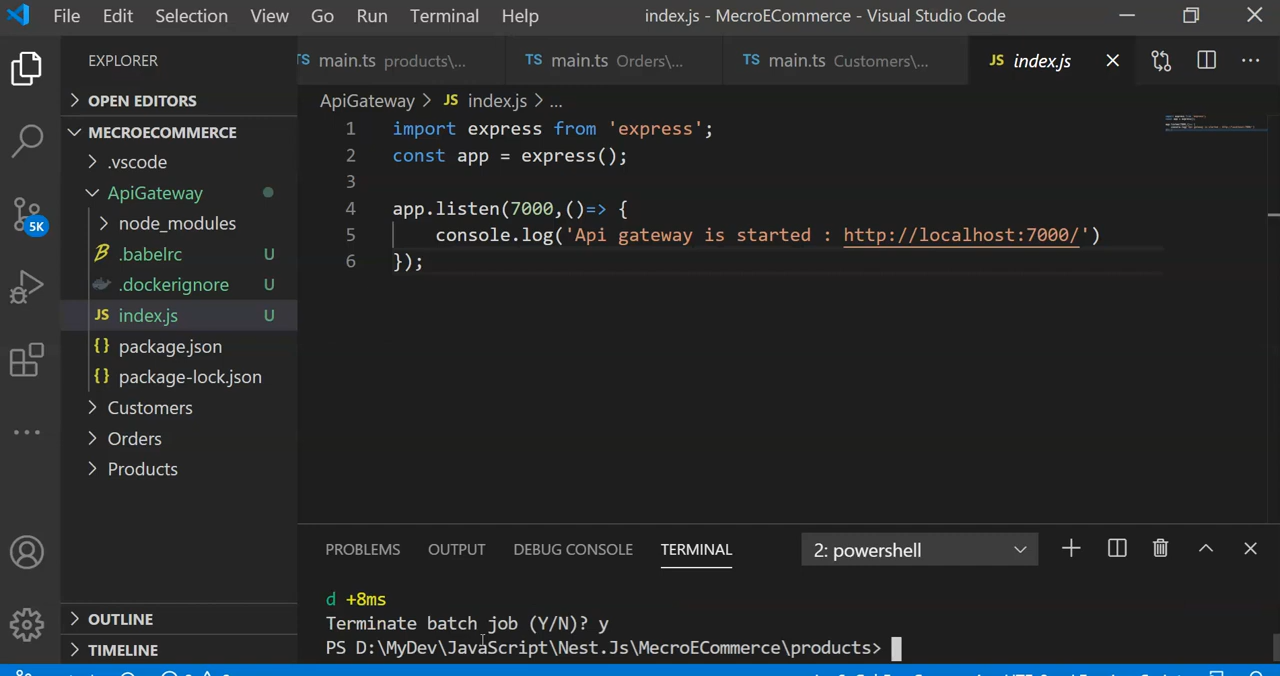 File Edit Selection View Go Run Terminal Help index.js - MecroECommerce - Visual Studio Code
EXPLORER
TS main.ts products\...
TS main.ts Orders\...
TS main.ts Customers\...
JS index.js
OPEN EDITORS
MECROECOMMERCE
.vscode
ApiGateway
node_modules
.babelrc U
.dockerignore U
JS index.js U
{} package.json
{} package-lock.json
Customers
Orders
Products
OUTLINE
TIMELINE
5K
ApiGateway > JS index.js > ...
1 import express from 'express';
2 const app = express();
3
4 app.listen(7000,()=> {
5 console.log('Api gateway is started : http://localhost:7000/')
6 });
PROBLEMS OUTPUT DEBUG CONSOLE TERMINAL 2: powershell
d +8ms
Terminate batch job (Y/N)? y
PS D:\MyDev\JavaScript\Nest.Js\MecroECommerce\products>